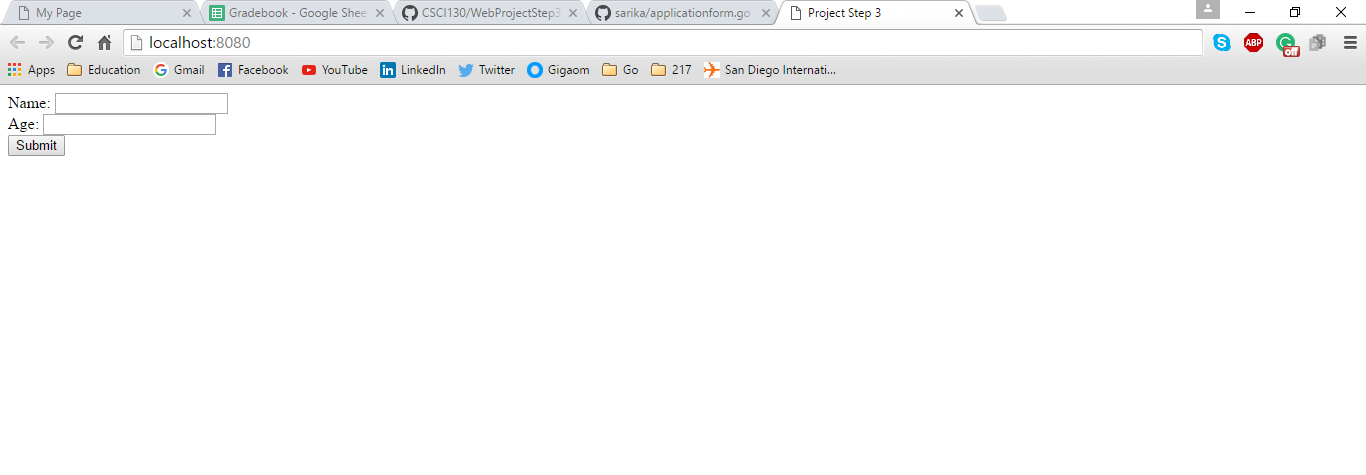 My Page
Gradebook - Google Shee
CSCI130/WebProjectStep3
sarika/applicationform.go
Project Step 3
localhost:8080
ABP
off
Apps
Education
Gmail
Facebook
YouTube
LinkedIn
Twitter
Gigaom
Go
217
San Diego Internati...
Name:
Age:
Submit